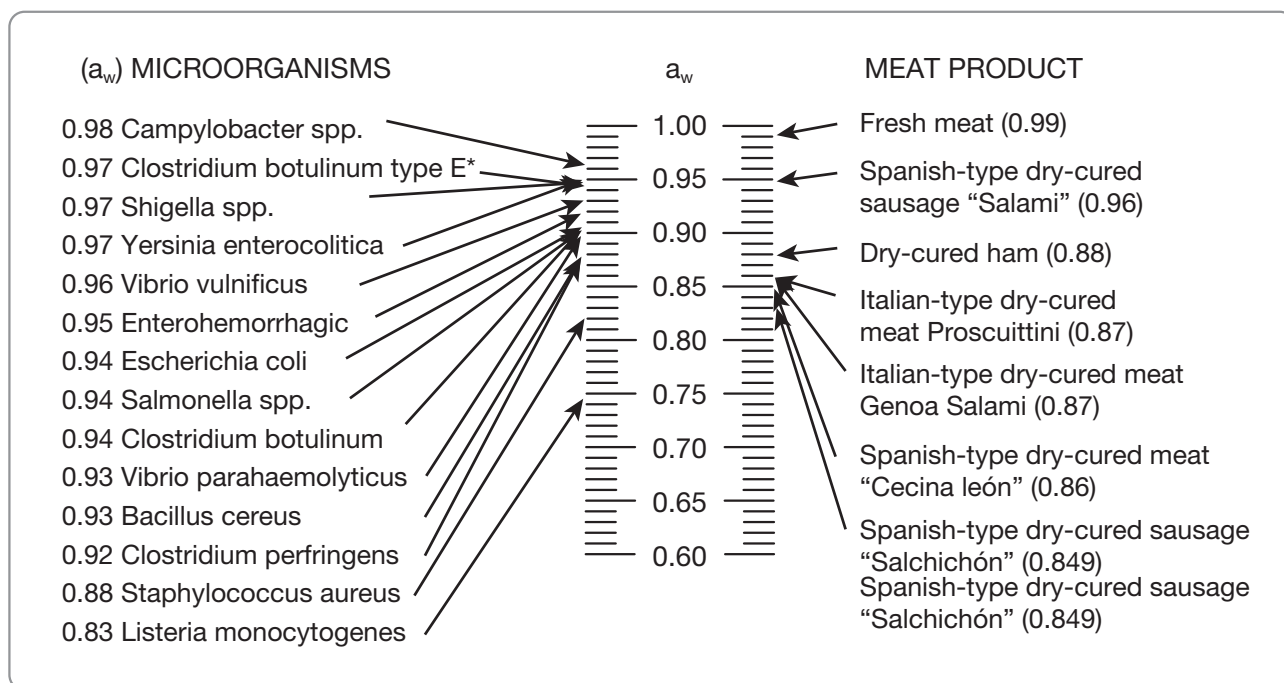 (aw) MICROORGANISMS
0.98 Campylobacter spp.
0.97 Clostridium botulinum type E*
0.97 Shigella spp.
0.97 Yersinia enterocolitica
0.96 Vibrio vulnificus
0.95 Enterohemorrhagic
0.94 Escherichia coli
0.94 Salmonella spp.
0.94 Clostridium botulinum
0.93 Vibrio parahaemolyticus
0.93 Bacillus cereus
0.92 Clostridium perfringens
0.88 Staphylococcus aureus
0.83 Listeria monocytogenes
aw
1.00
0.95
0.90
0.85
0.80
0.75
0.70
0.65
0.60
MEAT PRODUCT
Fresh meat (0.99)
Spanish-type dry-cured
sausage “Salami” (0.96)
Dry-cured ham (0.88)
Italian-type dry-cured
meat Proscuittini (0.87)
Italian-type dry-cured meat
Genoa Salami (0.87)
Spanish-type dry-cured meat
“Cecina león” (0.86)
Spanish-type dry-cured sausage
“Salchichón” (0.849)
Spanish-type dry-cured sausage
“Salchichón” (0.849)